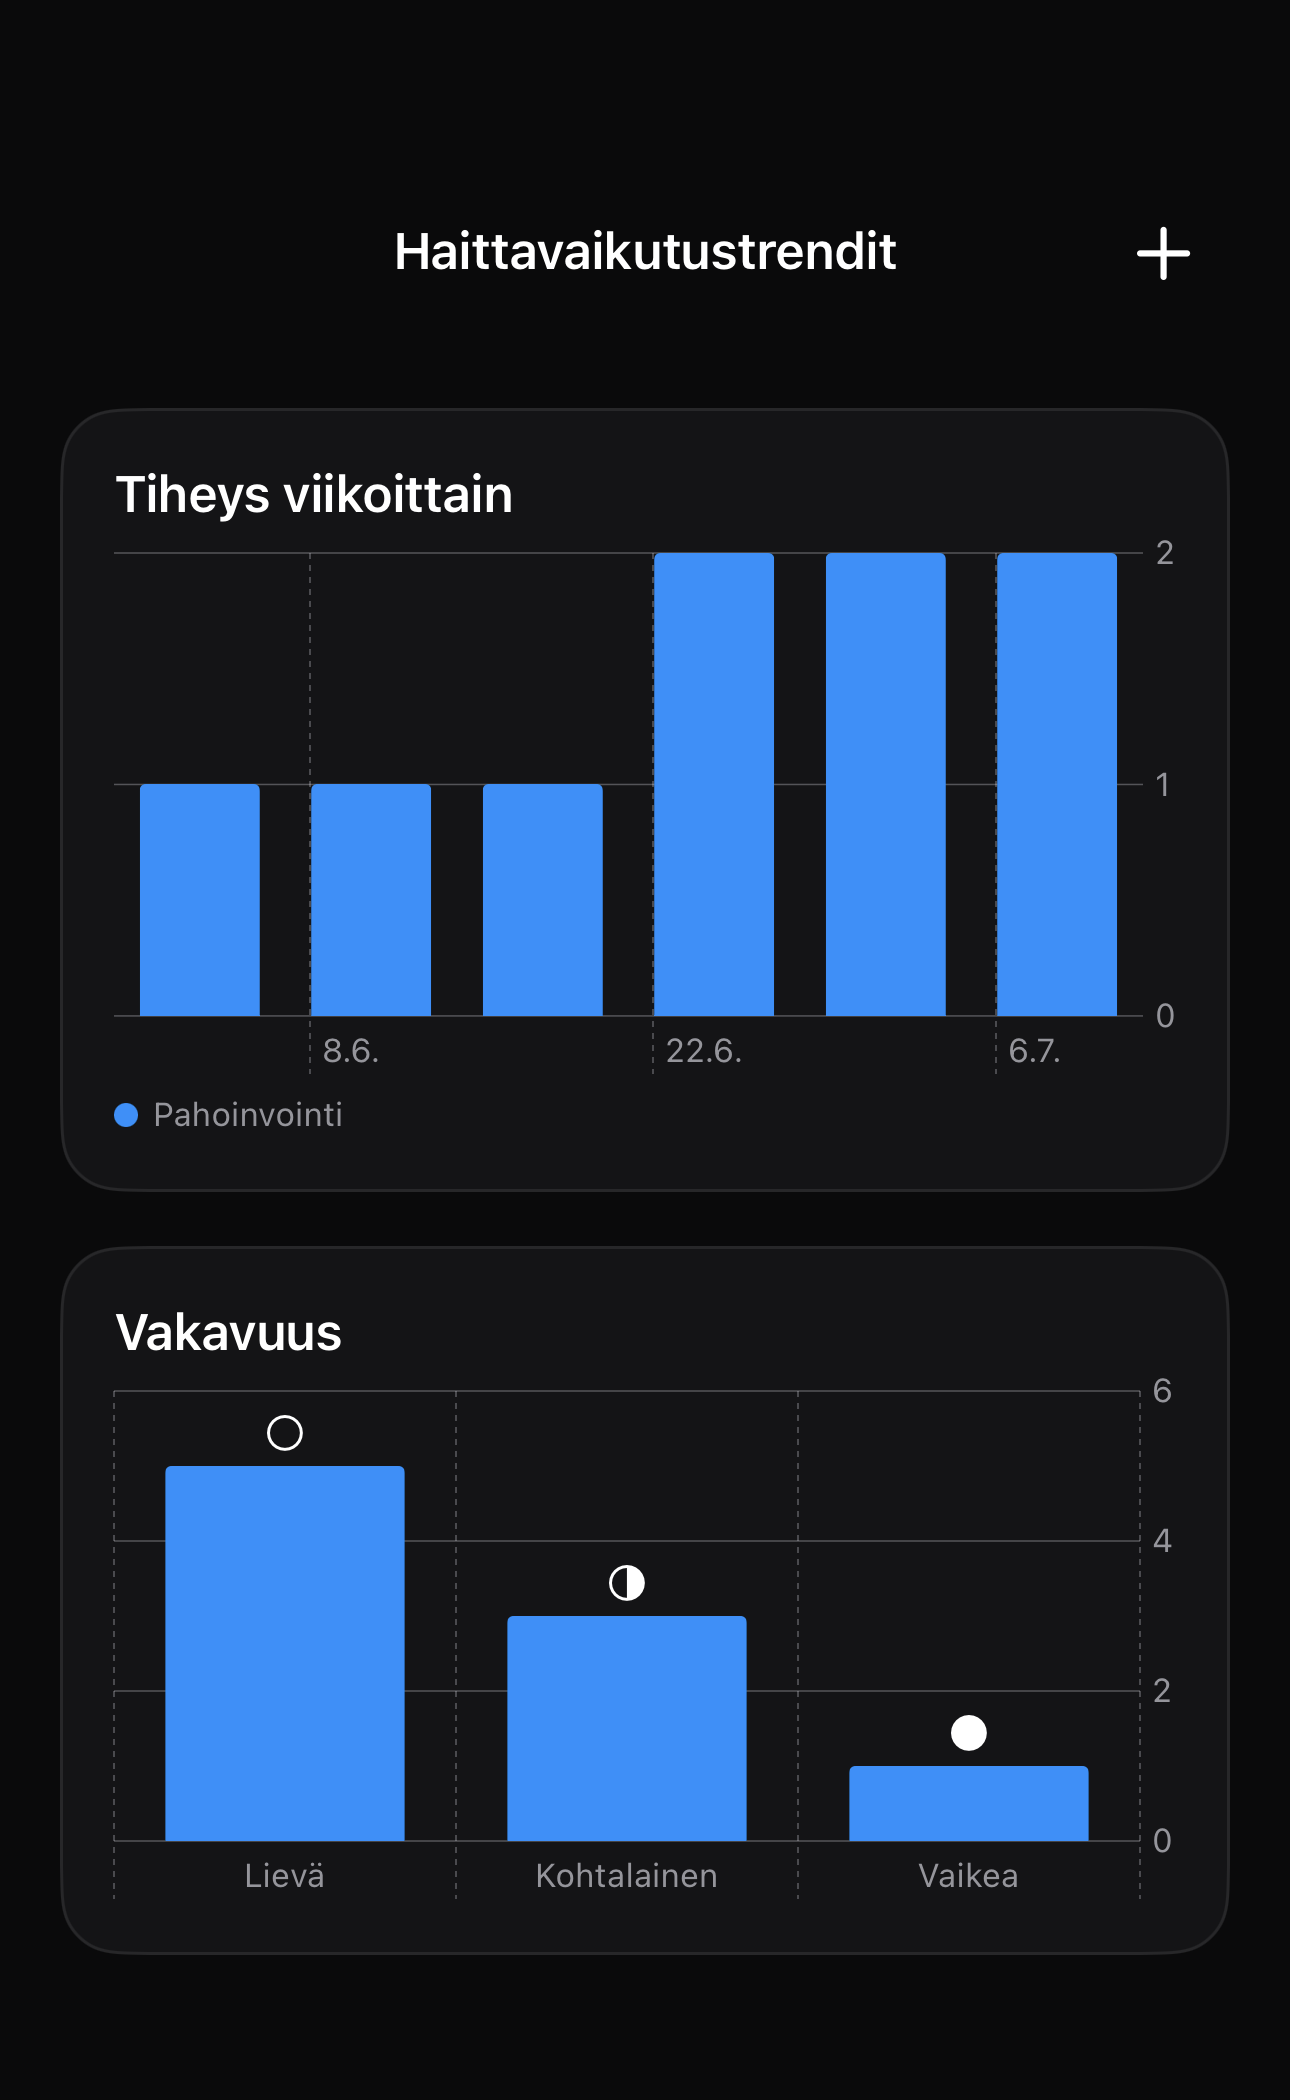 Haittavaikutustrendit
Tiheys viikoittain
2
1
0
8.6. 22.6. 6.7.
Pahoinvointi
Vakavuus
6
4
2
0
Lievä Kohtalainen Vaikea